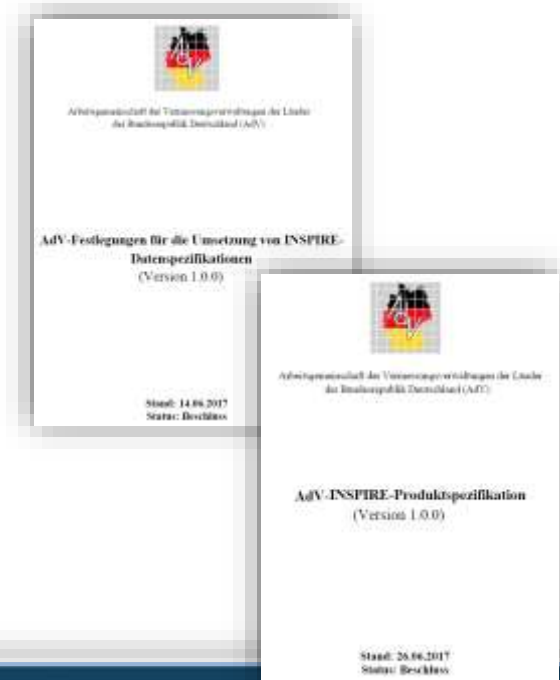 Arbeitsgemeinschaft der Vermessungsverwaltungen der Länder
der Bundesrepublik Deutschland (AdV)
AdV-Festlegungen für die Umsetzung von INSPIRE-
Datenspezifikationen
(Version 1.0.0)
Stand: 14.06.2017
Status: Beschluss
Arbeitsgemeinschaft der Vermessungsverwaltungen der Länder
der Bundesrepublik Deutschland (AdV)
AdV-INSPIRE-Produktspezifikation
(Version 1.0.0)
Stand: 26.06.2017
Status: Beschluss